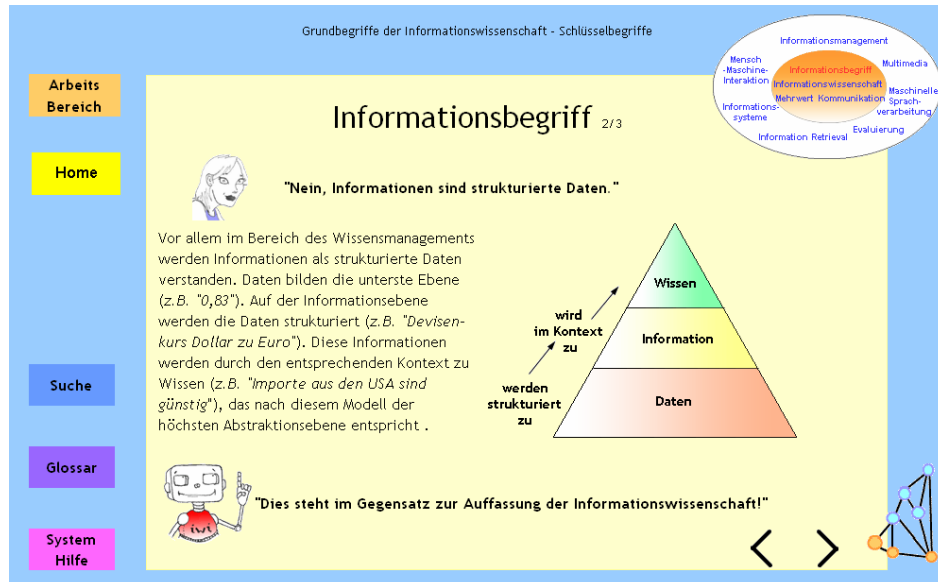 Grundbegriffe der Informationswissenschaft - Schlüsselbegriffe
Informationsmanagement
Mensch
-Maschine-
Interaktion
Multimedia
Informationsbegriff
Informationswissenschaft
Mehrwert Kommunikation
Maschinelle
Sprach-
verarbeitung
Informations-
systeme
Information Retrieval
Evaluierung
Arbeits
Bereich
Home
Suche
Glossar
System
Hilfe
Informationsbegriff 2/3
"Nein, Informationen sind strukturierte Daten."
Vor allem im Bereich des Wissensmanagements
werden Informationen als strukturierte Daten
verstanden. Daten bilden die unterste Ebene
(z.B. "0,83"). Auf der Informationsebene
werden die Daten strukturiert (z.B. "Devisen-
kurs Dollar zu Euro"). Diese Informationen
werden durch den entsprechenden Kontext zu
Wissen (z.B. "Importe aus den USA sind
günstig"), das nach diesem Modell der
höchsten Abstraktionsebene entspricht .
Wissen
wird
im Kontext
zu
Information
werden
strukturiert
zu
Daten
iwi
"Dies steht im Gegensatz zur Auffassung der Informationswissenschaft!"